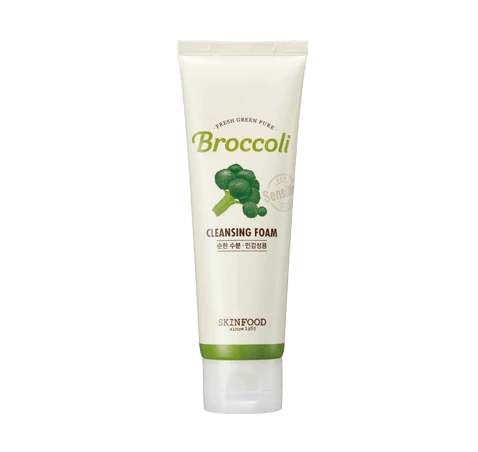 · FRESH GREEN PURE ·
Broccoli
CLEANSING FOAM
순한 수분 · 민감성용
SKINFOOD
since 1957